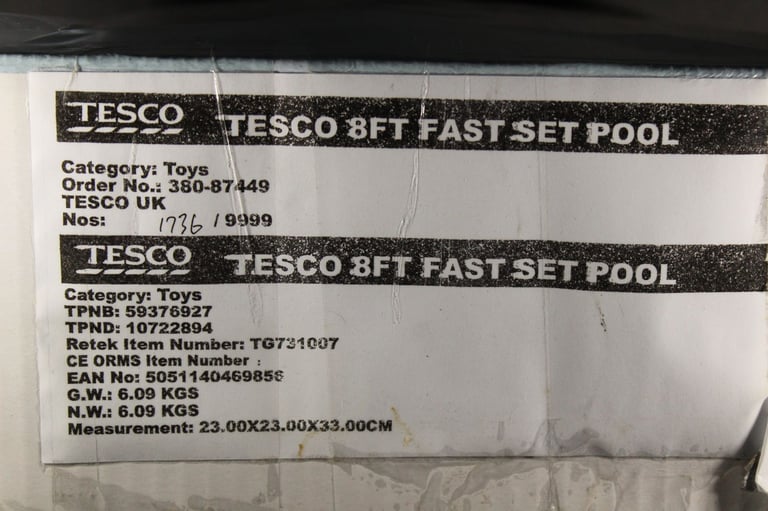 TESCO TESCO 8FT FAST SET POOL
Category: Toys
Order No.: 380-87449
TESCO UK
Nos: 1736 / 9999
TESCO TESCO 8FT FAST SET POOL
Category: Toys
TPNB: 59376927
TPND: 10722894
Retek Item Number: TG731007
CE ORMS Item Number :
EAN No: 5051140469856
G.W.: 6.09 KGS
N.W.: 6.09 KGS
Measurement: 23.00X23.00X33.00CM